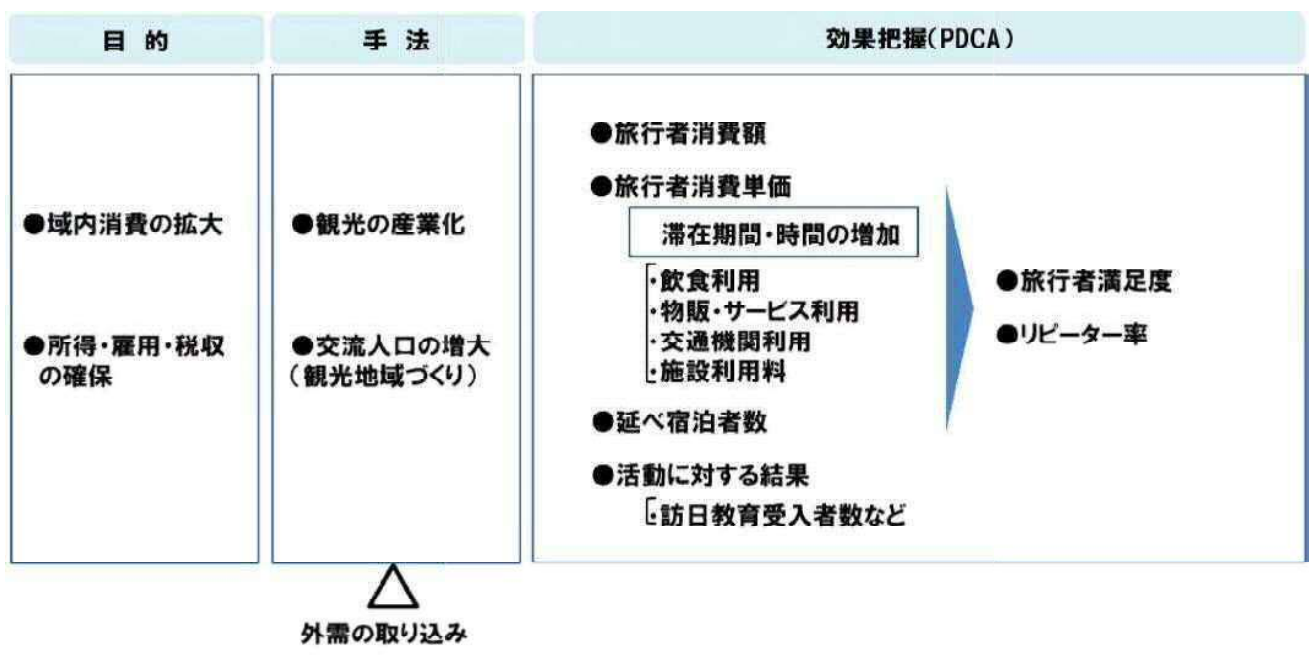 目 的
手 法
効果把握(PDCA)
●域内消費の拡大
●所得・雇用・税収
の確保
●観光の産業化
●交流人口の増大
(観光地域づくり)
●旅行者消費額
●旅行者消費単価
滞在期間・時間の増加
・飲食利用
・物販・サービス利用
・交通機関利用
・施設利用料
●延べ宿泊者数
●活動に対する結果
・訪日教育受入者数など
●旅行者満足度
●リピーター率
外需の取り込み